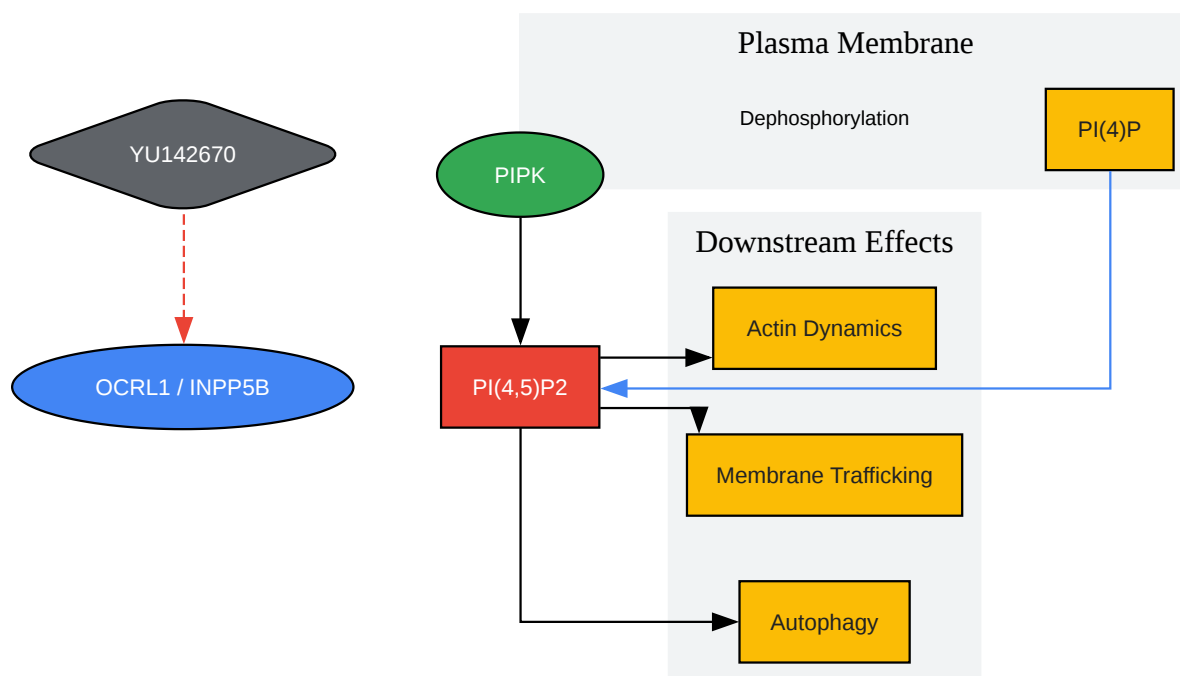 Plasma Membrane
Dephosphorylation
PI(4)P
YU142670
PIPK
Downstream Effects
Actin Dynamics
OCRL1 / INPP5B
PI(4,5)P2
Membrane Trafficking
Autophagy